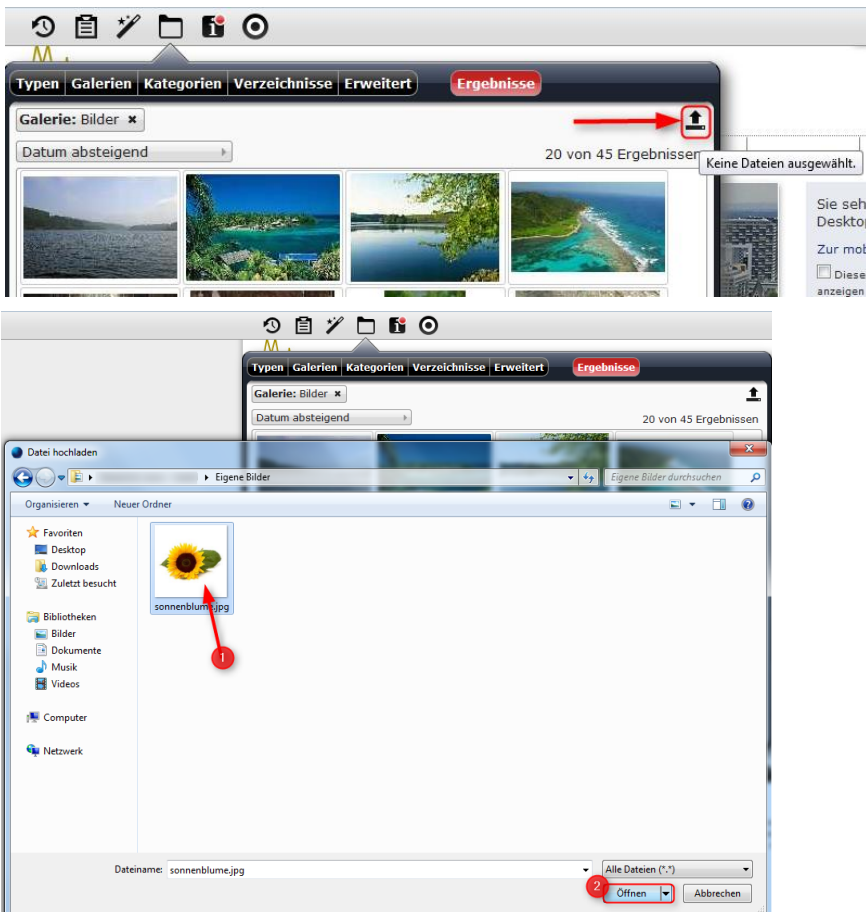 Typen Galerien Kategorien Verzeichnisse Erweitert Ergebnisse
Galerie: Bilder ×
Datum absteigend
20 von 45 Ergebnissen
Keine Dateien ausgewählt.
Sie seh
Deskto
Zur mob
Diese
anzeigen
Typen Galerien Kategorien Verzeichnisse Erweitert Ergebnisse
Galerie: Bilder ×
Datum absteigend
20 von 45 Ergebnissen
Datei hochladen
Eigene Bilder
Eigene Bilder durchsuchen
Organisieren
Neuer Ordner
Favoriten
Desktop
Downloads
Zuletzt besucht
Bibliotheken
Bilder
Dokumente
Musik
Videos
Computer
Netzwerk
sonnenblume.jpg
1
Dateiname: sonnenblume.jpg
Alle Dateien (*.*)
2
Öffnen
Abbrechen